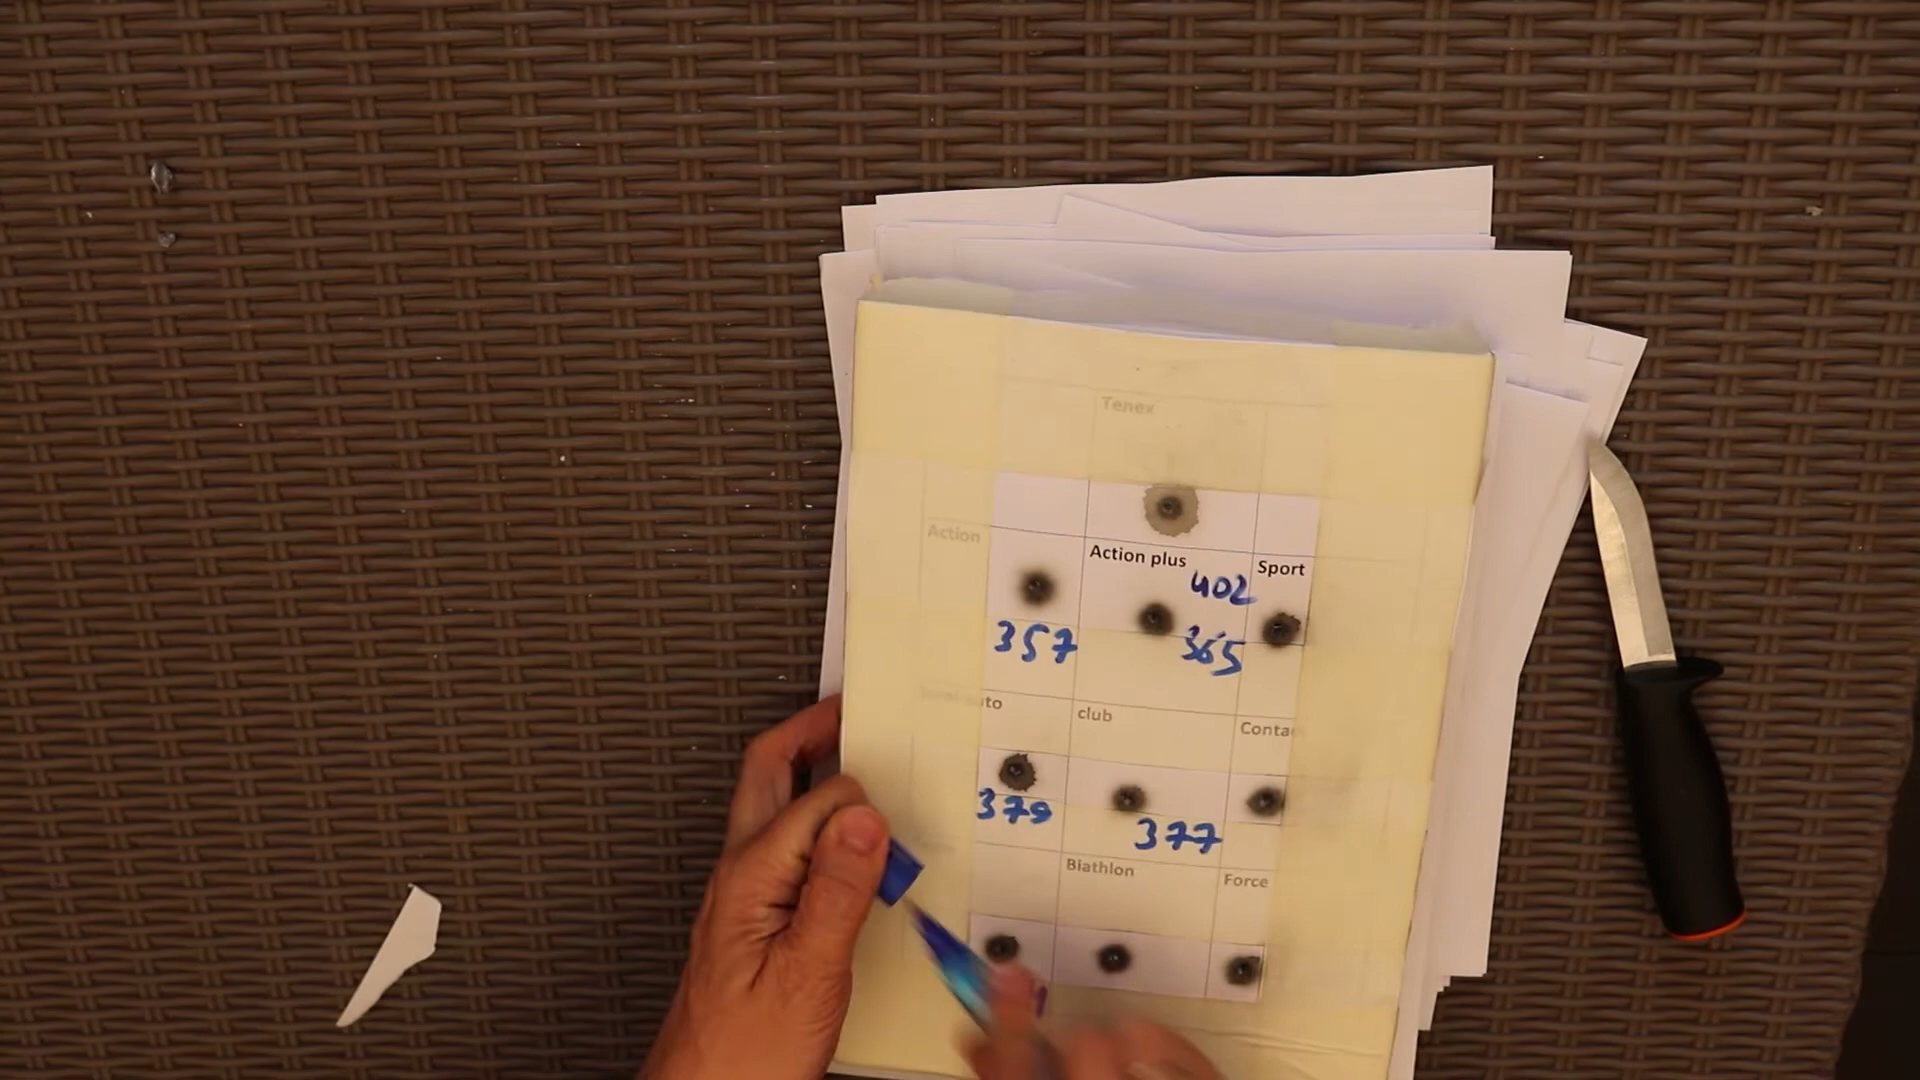 Tenex
Action
Action plus
Sport
402
357
365
club
379
377
Biathlon
Force